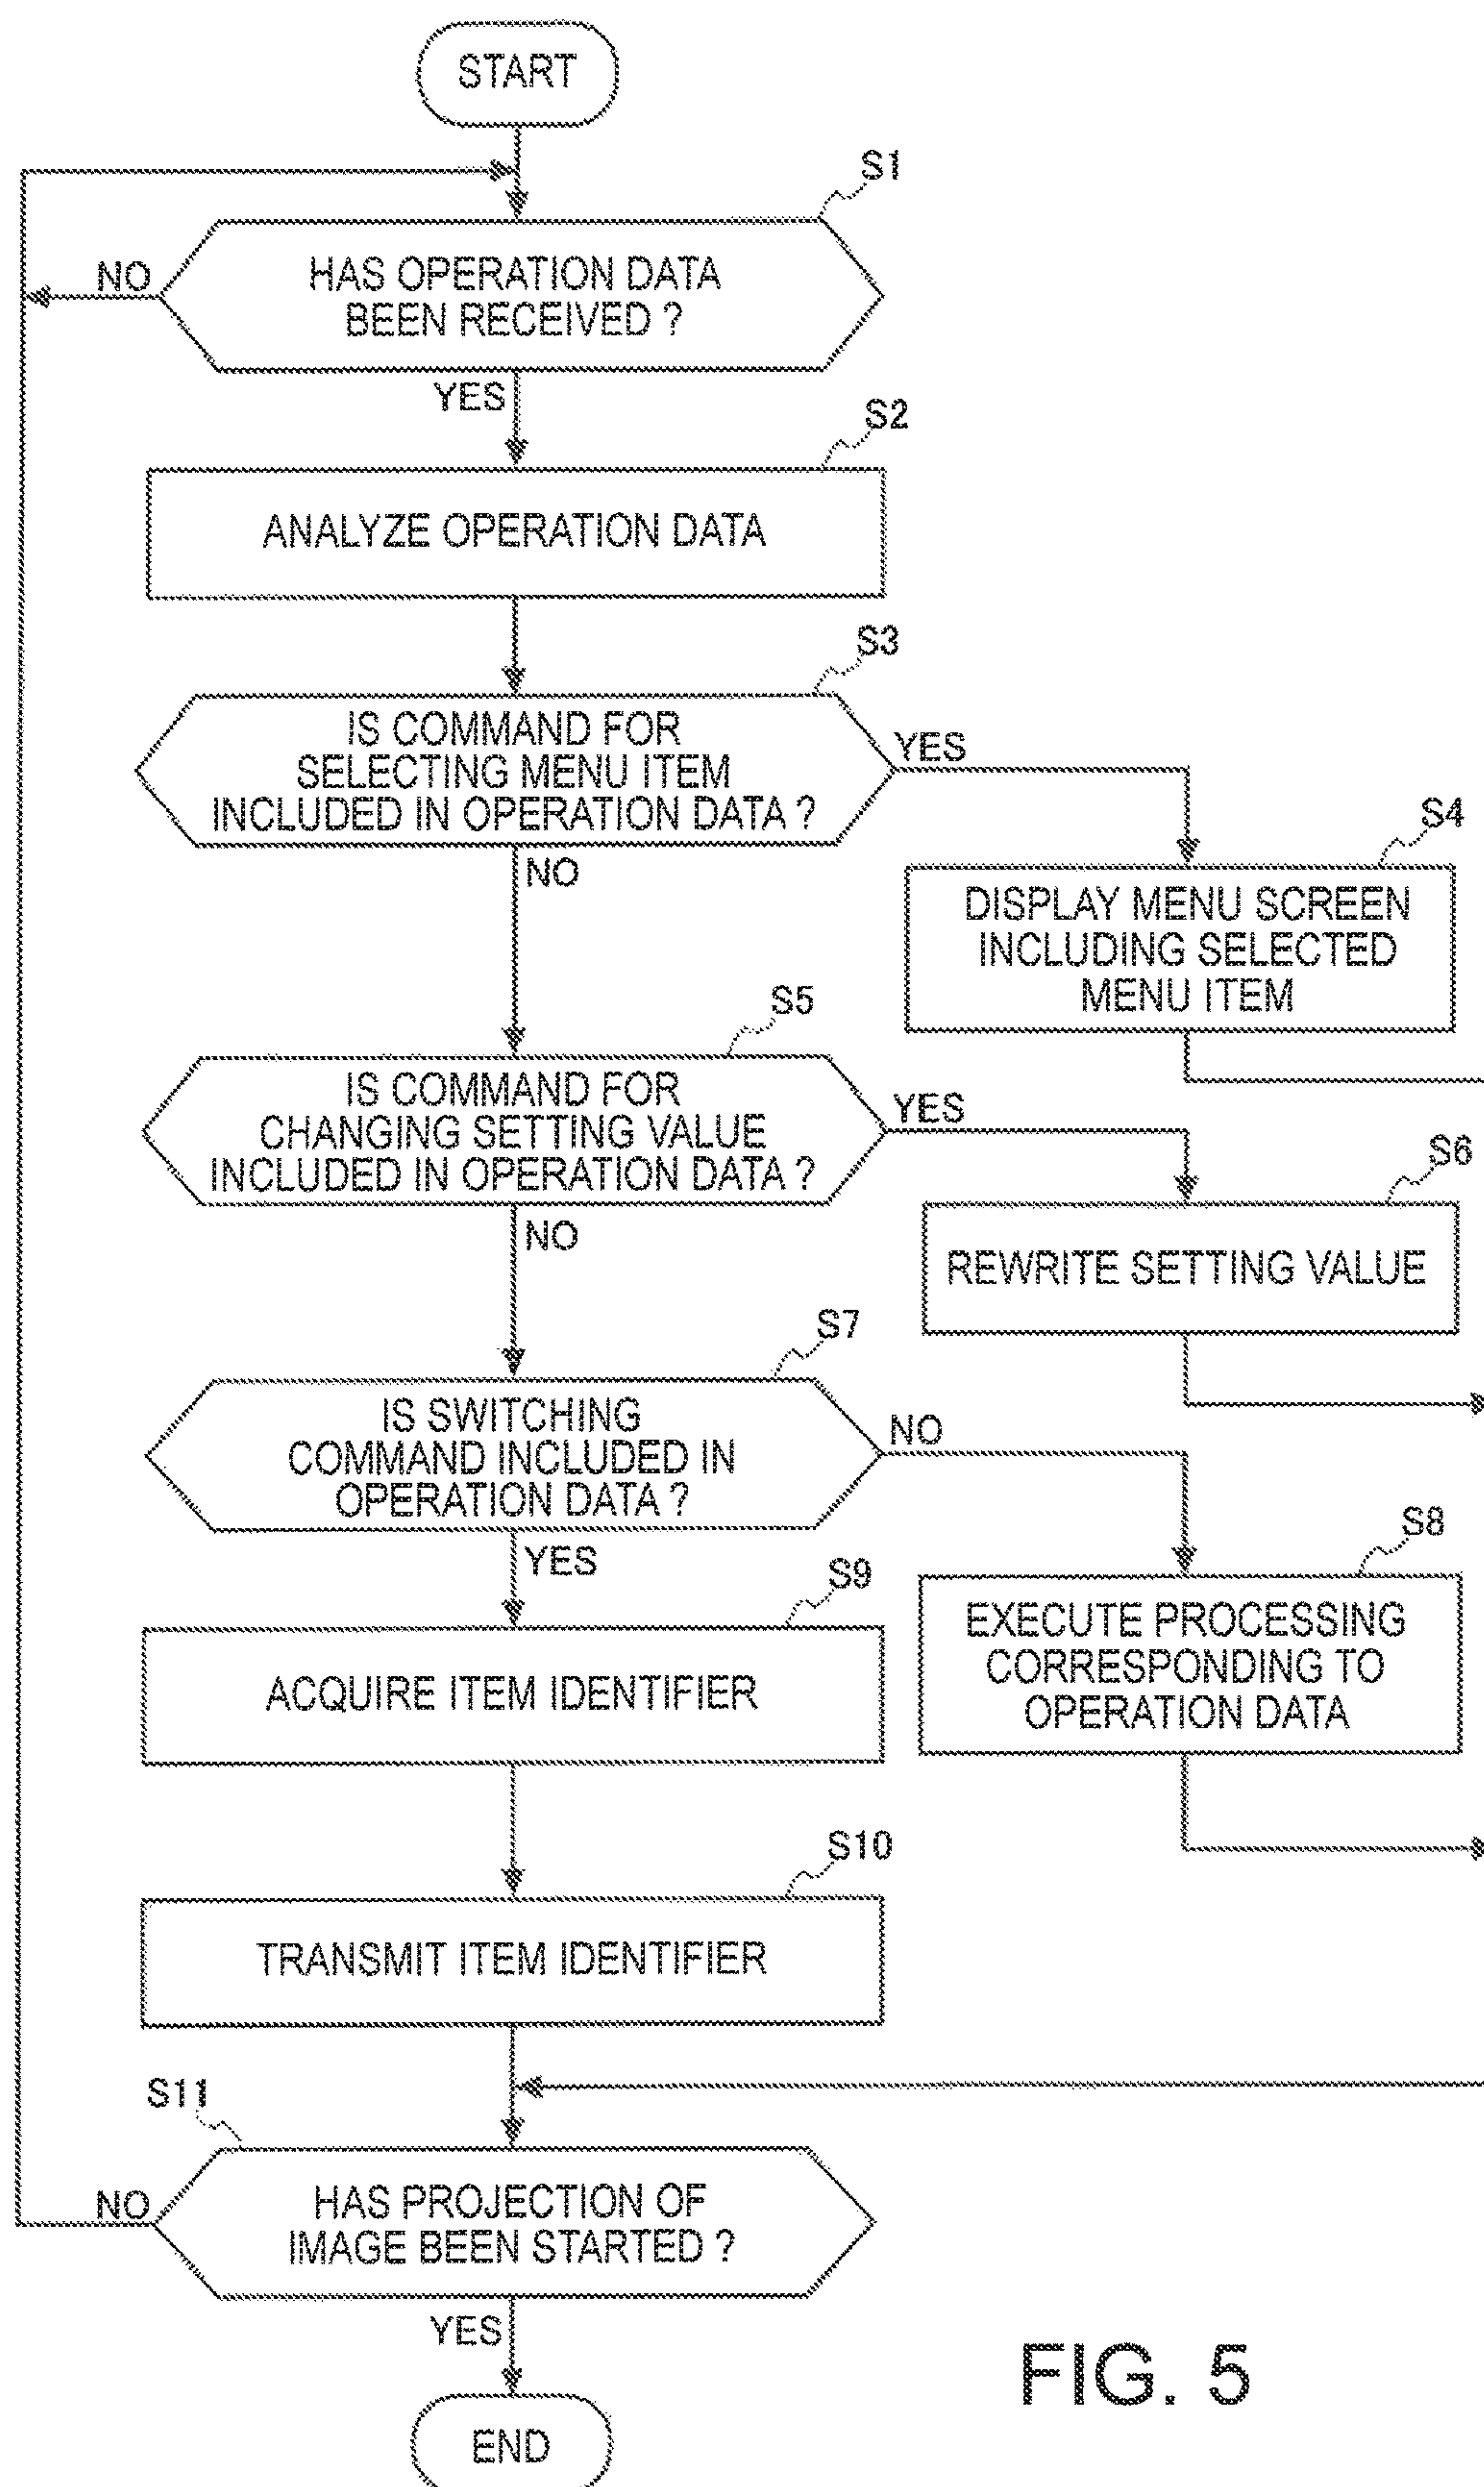 START
S1
HAS OPERATION DATA
BEEN RECEIVED ?
NO
YES
S2
ANALYZE OPERATION DATA
S3
IS COMMAND FOR
SELECTING MENU ITEM
INCLUDED IN OPERATION DATA ?
YES
NO
S4
DISPLAY MENU SCREEN
INCLUDING SELECTED
MENU ITEM
S5
IS COMMAND FOR
CHANGING SETTING VALUE
INCLUDED IN OPERATION DATA ?
YES
NO
S6
REWRITE SETTING VALUE
S7
IS SWITCHING
COMMAND INCLUDED IN
OPERATION DATA ?
NO
YES
S8
EXECUTE PROCESSING
CORRESPONDING TO
OPERATION DATA
S9
ACQUIRE ITEM IDENTIFIER
S10
TRANSMIT ITEM IDENTIFIER
S11
HAS PROJECTION OF
IMAGE BEEN STARTED ?
NO
YES
END
FIG. 5